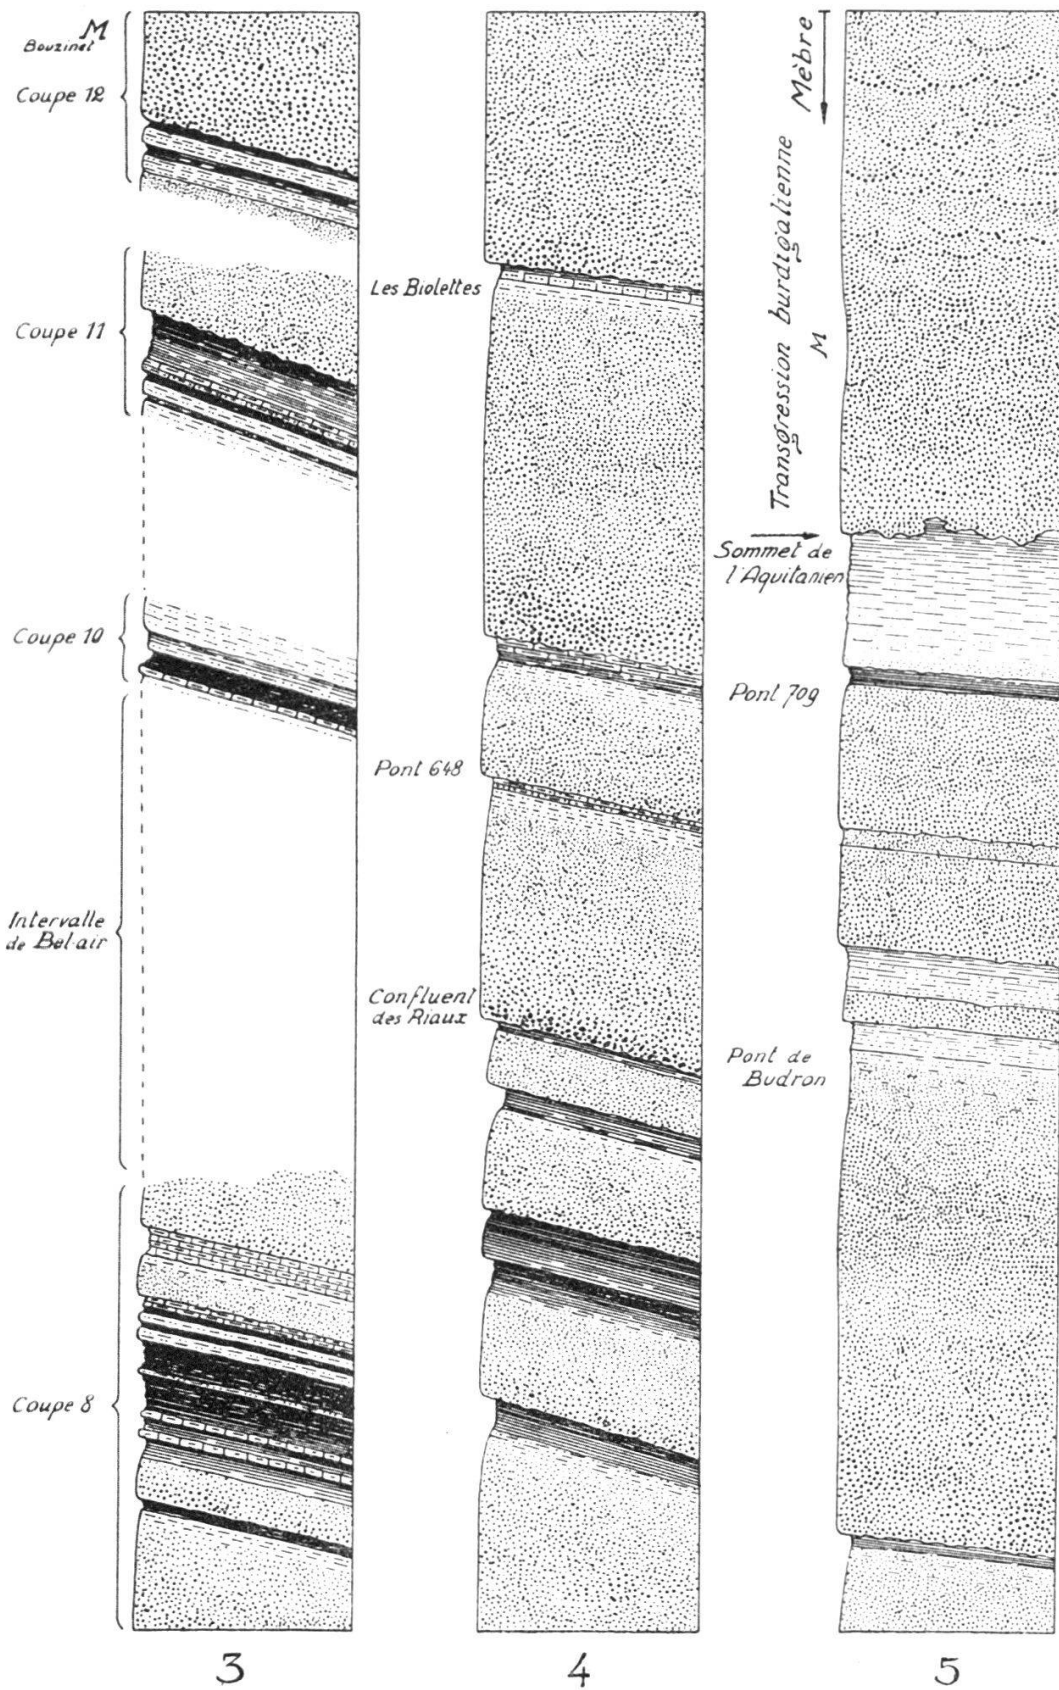 M
Bouzinet
Coupe 12
Coupe 11
Coupe 10
Intervalle
de Bel-air
Coupe 8
3
Les Biolettes
Pont 648
Confluent
des Riaux
4
Mèbre
Transgression burdigalienne
M
Sommet de
l'Aquitanien
Pont 709
Pont de
Budron
5